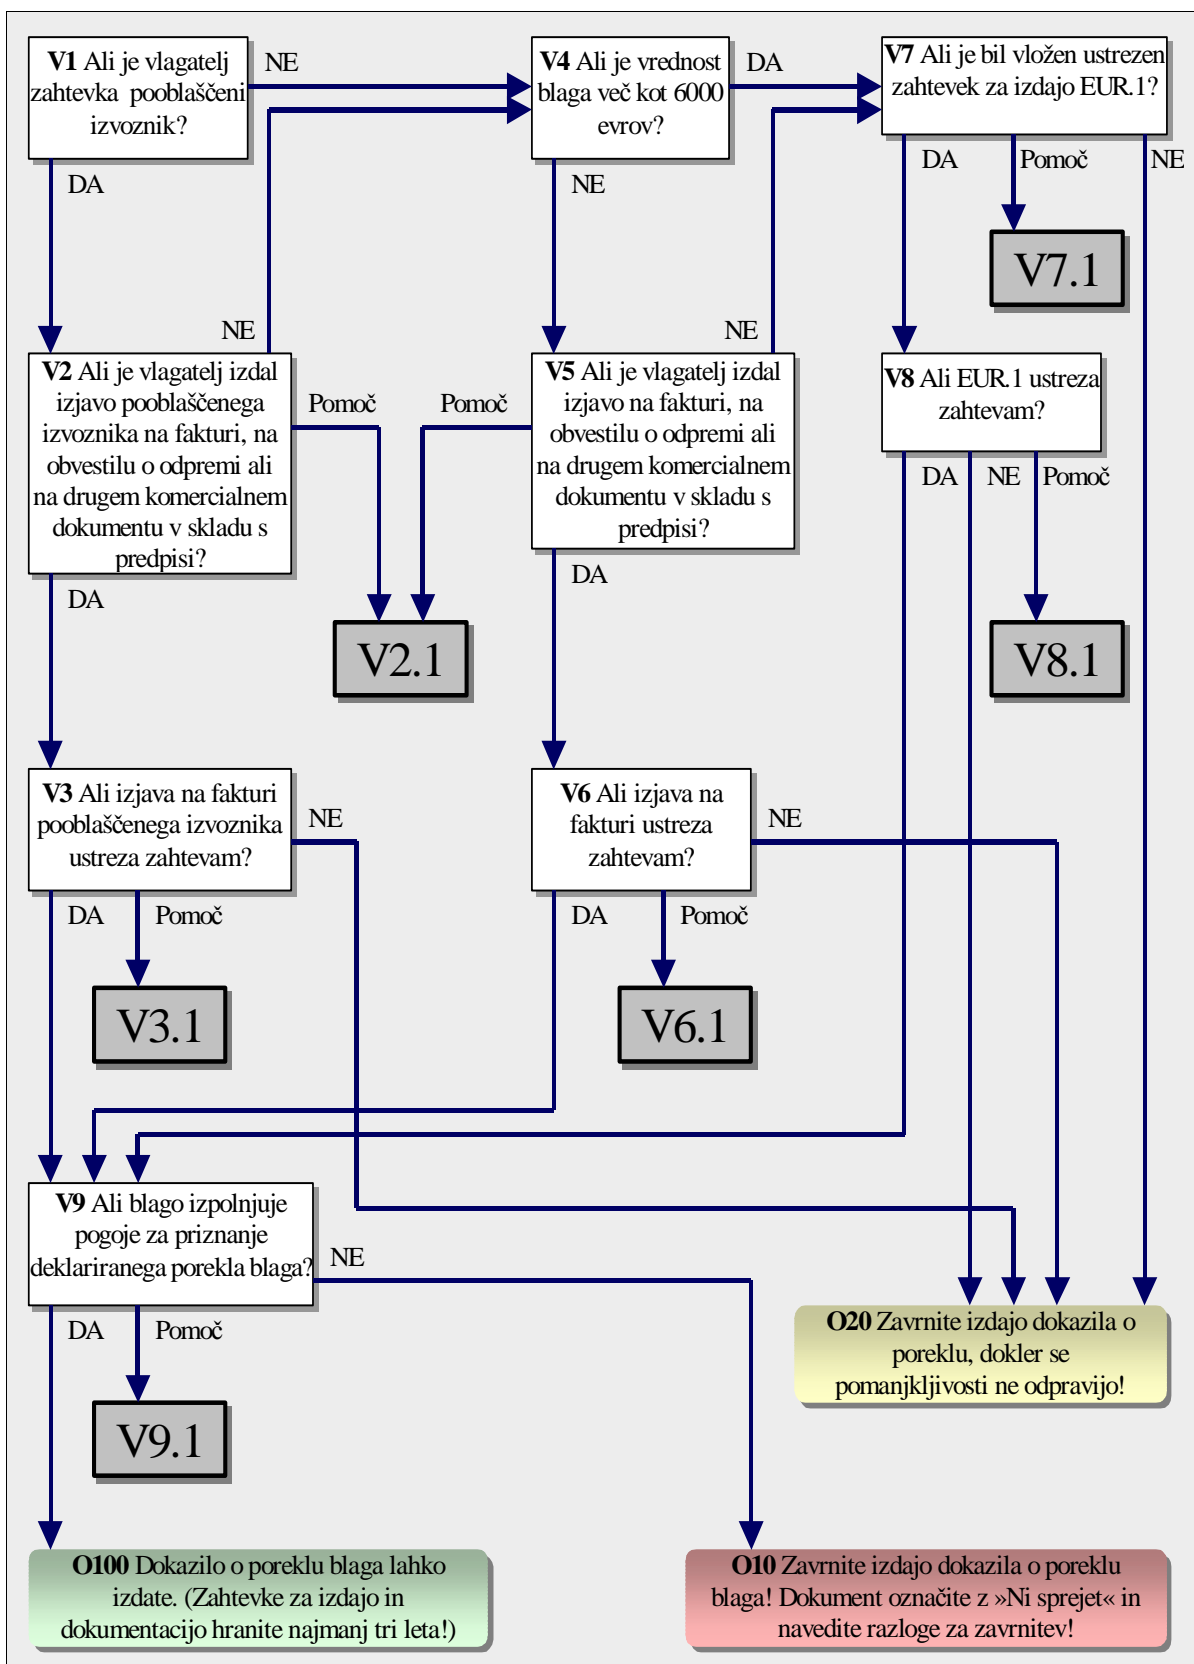 V1 Ali je vlagatelj
zahtevka pooblaščeni
izvoznik?
NE
V4 Ali je vrednost
blaga več kot 6000
evrov?
DA
V7 Ali je bil vložen ustrezen
zahtevek za izdajo EUR.1?
DA
NE
DA
Pomoč
NE
V7.1
NE
NE
V2 Ali je vlagatelj izdal
izjavo pooblaščenega
izvoznika na fakturi, na
obvestilu o odpremi ali
na drugem komercialnem
dokumentu v skladu s
predpisi?
Pomoč
Pomoč
V5 Ali je vlagatelj izdal
izjavo na fakturi, na
obvestilu o odpremi ali
na drugem komercialnem
dokumentu v skladu s
predpisi?
V8 Ali EUR.1 ustreza
zahtevam?
DA
NE
Pomoč
DA
DA
V2.1
V8.1
V3 Ali izjava na fakturi
pooblaščenega izvoznika
ustreza zahtevam?
NE
V6 Ali izjava na
fakturi ustreza
zahtevam?
NE
DA
Pomoč
DA
Pomoč
V3.1
V6.1
V9 Ali blago izpolnjuje
pogoje za priznanje
deklariranega porekla blaga?
NE
DA
Pomoč
O20 Zavrnite izdajo dokazila o
poreklu, dokler se
pomanjkljivosti ne odpravijo!
V9.1
O100 Dokazilo o poreklu blaga lahko
izdate. (Zahtevke za izdajo in
dokumentacijo hranite najmanj tri leta!)
O10 Zavrnite izdajo dokazila o poreklu
blaga! Dokument označite z »Ni sprejet« in
navedite razloge za zavrnitev!